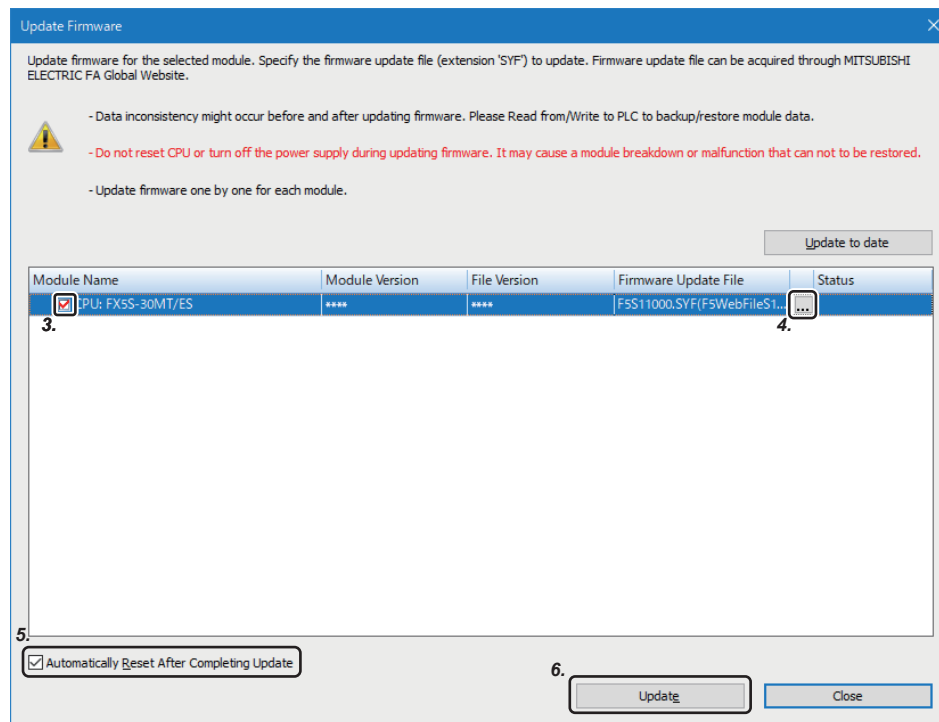 Update Firmware
Update firmware for the selected module. Specify the firmware update file (extension 'SYF') to update. Firmware update file can be acquired through MITSUBISHI
ELECTRIC FA Global Website.
- Data inconsistency might occur before and after updating firmware. Please Read from/Write to PLC to backup/restore module data.
- Do not reset CPU or turn off the power supply during updating firmware. It may cause a module breakdown or malfunction that can not to be restored.
- Update firmware one by one for each module.
Update to date
Module Name Module Version File Version Firmware Update File Status
CPU: FX5S-30MT/ES **** **** F5S11000.SYF(F5WebFileS1... ...
3. 4.
5.
Automatically Reset After Completing Update
6.
Update Close